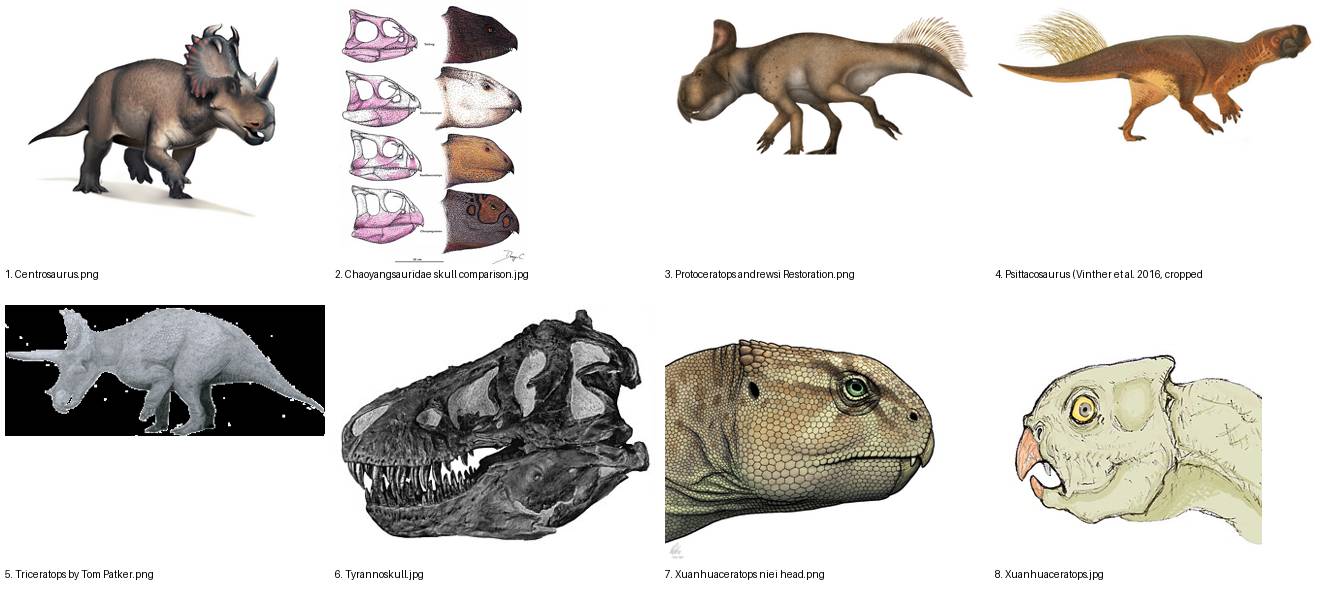 1. Centrosaurus.png
2. Chaoyangsauridae skull comparison.jpg
3. Protoceratops andrewsi Restoration.png
4. Psittacosaurus (Vinther et al. 2016, cropped
5. Triceratops by Tom Patker.png
6. Tyrannoskull.jpg
7. Xuanhuaceratops niei head.png
8. Xuanhuaceratops.jpg